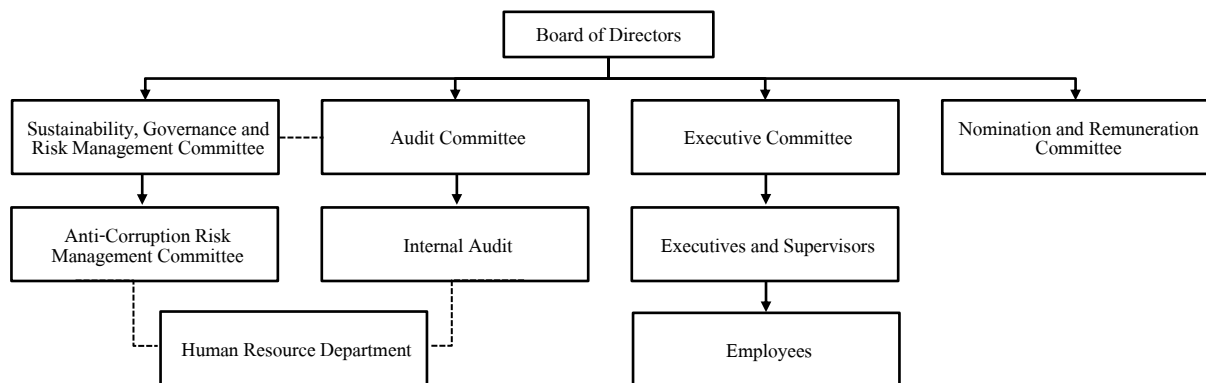 Board of Directors
Sustainability, Governance and
Risk Management Committee
Audit Committee
Executive Committee
Nomination and Remuneration
Committee
Anti-Corruption Risk
Management Committee
Internal Audit
Executives and Supervisors
Human Resource Department
Employees